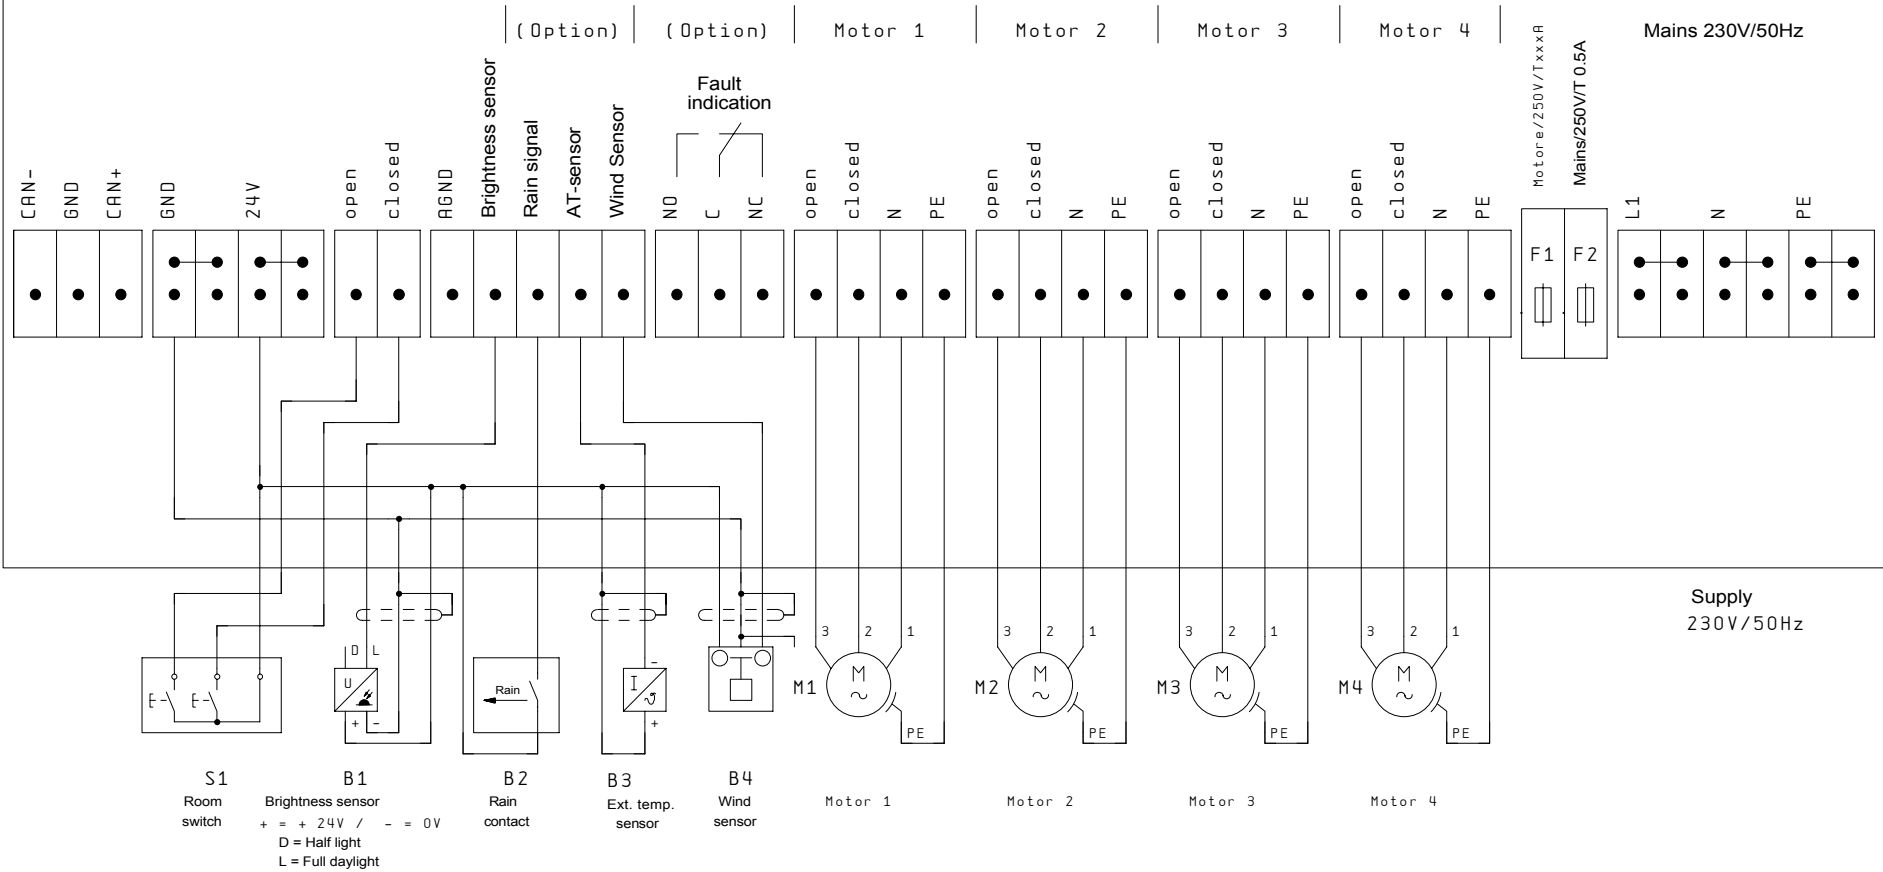 (Option)
(Option)
Motor 1
Motor 2
Motor 3
Motor 4
Mains 230V/50Hz
Fault
indication
CAN-
GND
CAN+
GND
24V
open
closed
AGND
Brightness sensor
Rain signal
AT-sensor
Wind Sensor
NO
C
NC
open
closed
N
PE
open
closed
N
PE
open
closed
N
PE
open
closed
N
PE
Motore/250V/TxxxA
Mains/250V/T 0.5A
L1
N
PE
F1
F2
Supply
230V/50Hz
D L
U
+ -
Rain
-
I
ϑ
+
3 2 1
M
~
M1
PE
3 2 1
M
~
M2
PE
3 2 1
M
~
M3
PE
3 2 1
M
~
M4
PE
S1
Room
switch
B1
Brightness sensor
+ = + 24V / - = 0V
D = Half light
L = Full daylight
B2
Rain
contact
B3
Ext. temp.
sensor
B4
Wind
sensor
Motor 1
Motor 2
Motor 3
Motor 4